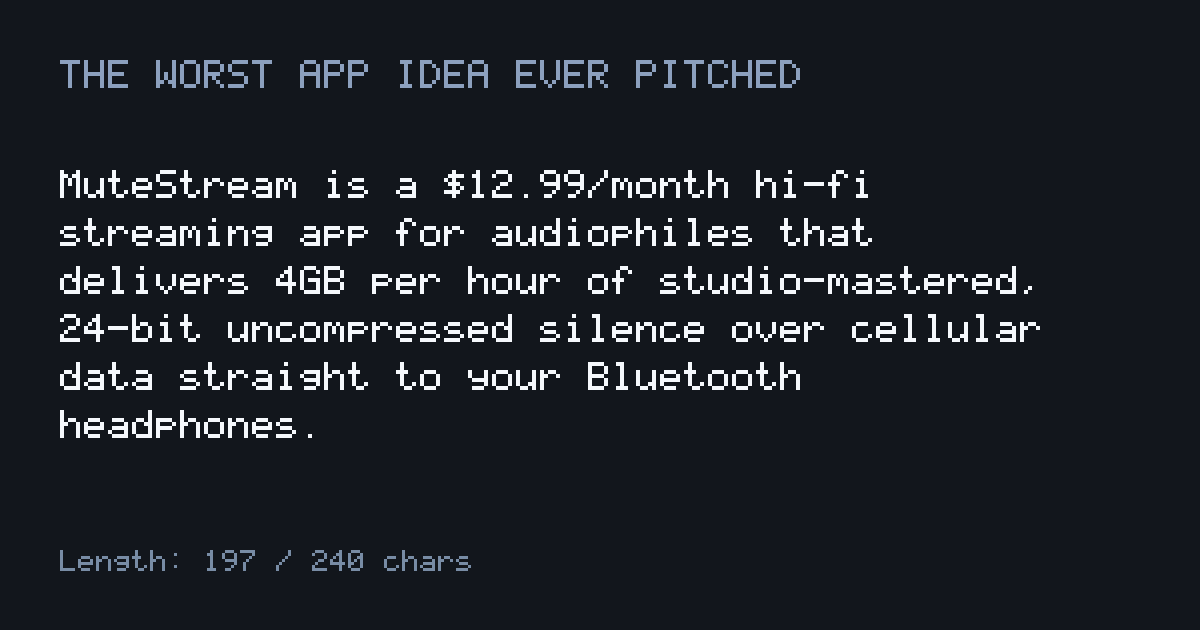 THE WORST APP IDEA EVER PITCHED
MuteStream is a $12.99/month hi-fi
streaming app for audiophiles that
delivers 4GB per hour of studio-mastered,
24-bit uncompressed silence over cellular
data straight to your Bluetooth
headphones.
Length: 197 / 240 chars